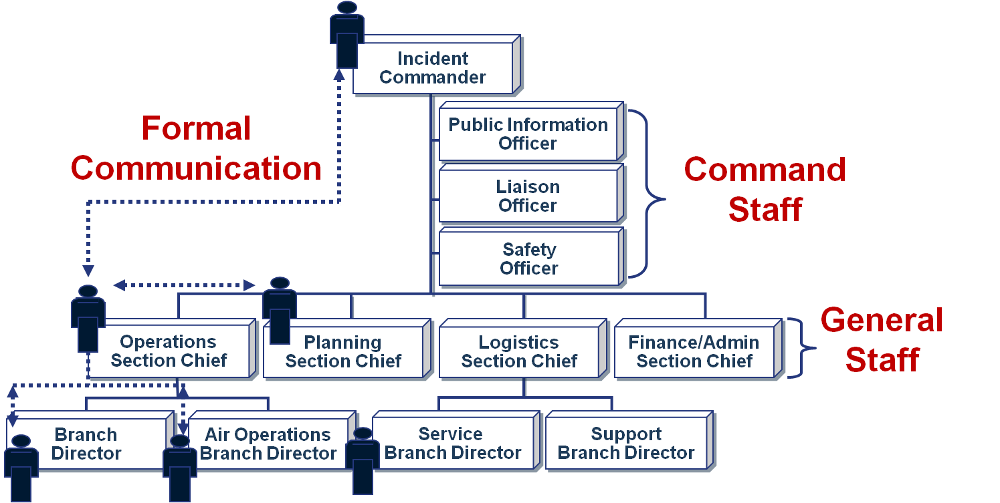 Incident
Commander
Formal
Communication
Public Information
Officer
Liaison
Officer
Safety
Officer
Command
Staff
Operations
Section Chief
Planning
Section Chief
Logistics
Section Chief
Finance/Admin
Section Chief
General
Staff
Branch
Director
Air Operations
Branch Director
Service
Branch Director
Support
Branch Director